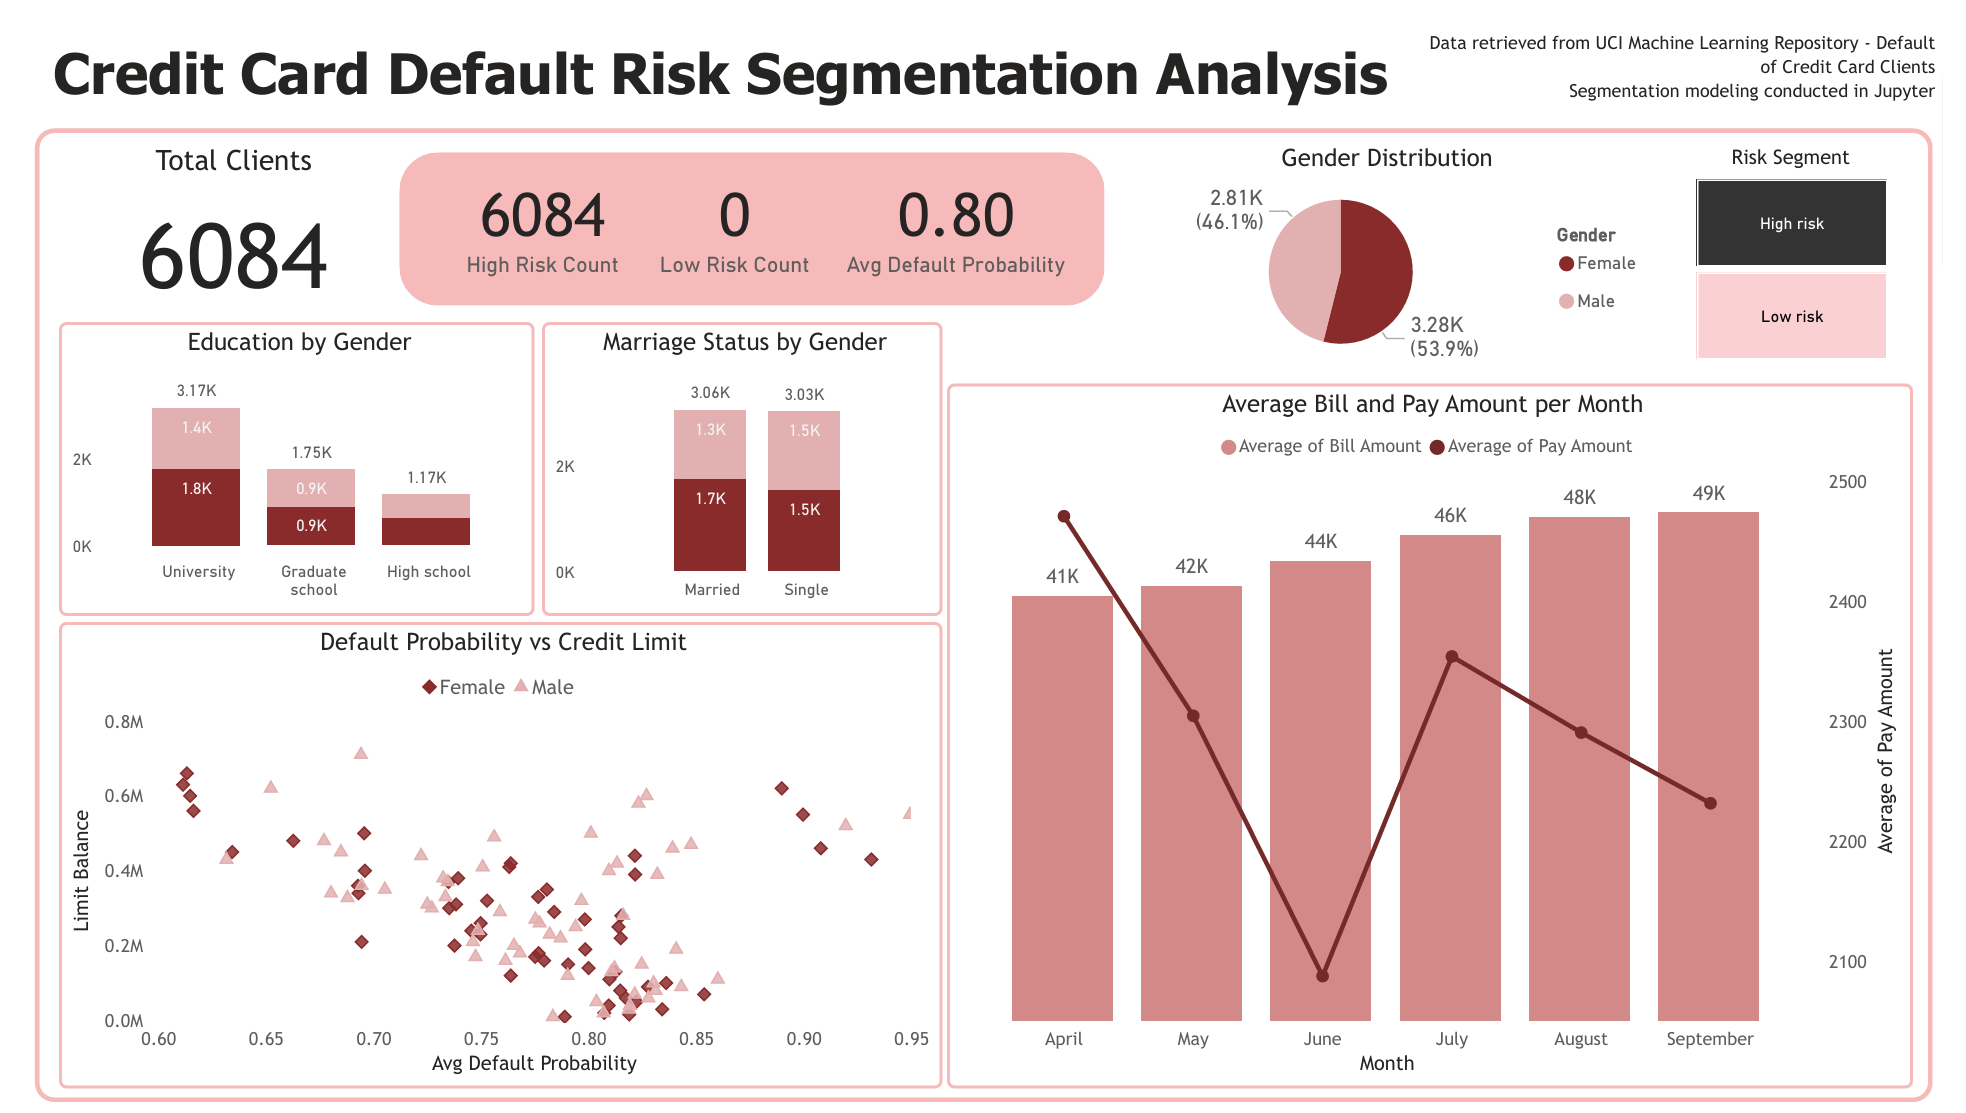 Credit Card Default Risk Segmentation Analysis
Data retrieved from UCI Machine Learning Repository - Default
of Credit Card Clients
Segmentation modeling conducted in Jupyter
Total Clients
6084
6084
High Risk Count
0
Low Risk Count
0.80
Avg Default Probability
Gender Distribution
2.81K
(46.1%)
3.28K
(53.9%)
Gender
Female
Male
Risk Segment
High risk
Low risk
Education by Gender
2K
0K
3.17K
1.4K
1.8K
1.75K
0.9K
0.9K
1.17K
University
Graduate
school
High school
Marriage Status by Gender
2K
0K
3.06K
1.3K
1.7K
3.03K
1.5K
1.5K
Married
Single
Default Probability vs Credit Limit
Female
Male
Limit Balance
0.8M
0.6M
0.4M
0.2M
0.0M
0.60
0.65
0.70
0.75
0.80
0.85
0.90
0.95
Avg Default Probability
Average Bill and Pay Amount per Month
Average of Bill Amount
Average of Pay Amount
41K
42K
44K
46K
48K
49K
2500
2400
2300
2200
2100
Average of Pay Amount
April
May
June
July
August
September
Month